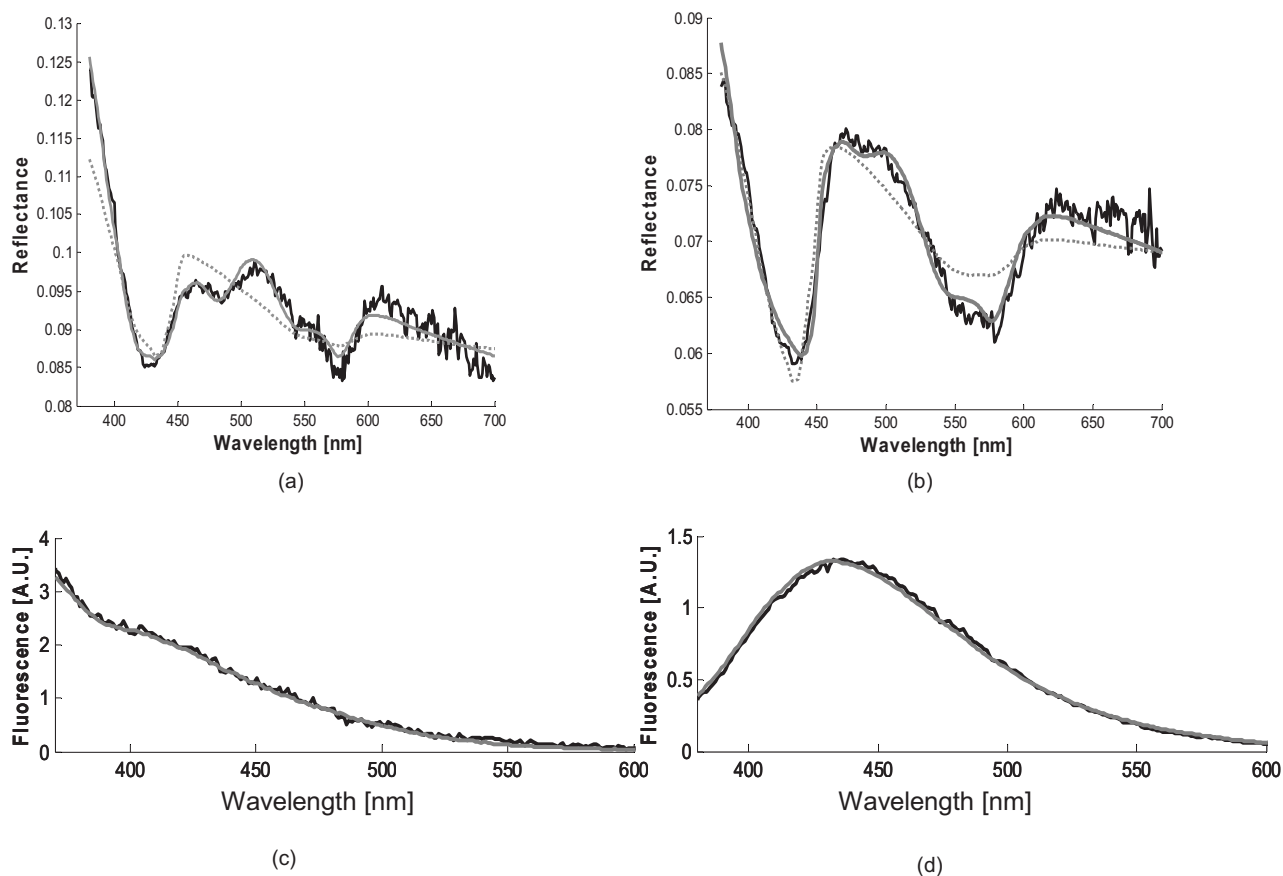 0.13
0.125
0.12
0.115
0.11
0.105
0.1
0.095
0.09
0.085
0.08
Reflectance
400 450 500 550 600 650 700
Wavelength [nm]
(a)
0.09
0.085
0.08
0.075
0.07
0.065
0.06
0.055
Reflectance
400 450 500 550 600 650 700
Wavelength [nm]
(b)
4
3
2
1
0
Fluorescence [A.U.]
400 450 500 550 600
Wavelength [nm]
(c)
1.5
1
0.5
0
Fluorescence [A.U.]
400 450 500 550 600
Wavelength [nm]
(d)